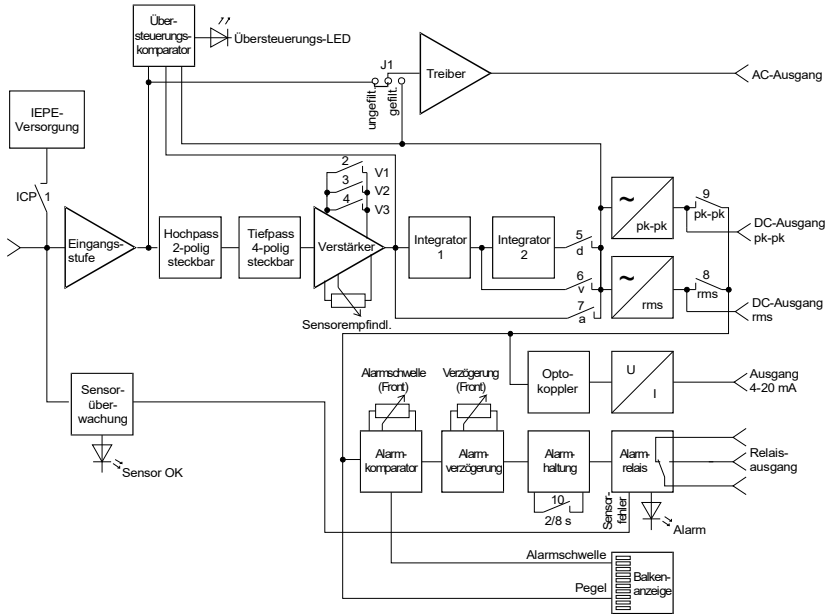 Über-
steuerungs-
komparator
Übersteuerungs-LED
J1
Treiber
AC-Ausgang
ungefilt.
gefilt.
IEPE-
Versorgung
ICP 1
2
V1
3
V2
4
V3
Eingangs-
stufe
Hochpass
2-polig
steckbar
Tiefpass
4-polig
steckbar
Verstärker
Integrator
1
Integrator
2
5
d
6
v
7
a
~
pk-pk
9
pk-pk
DC-Ausgang
pk-pk
~
rms
8
rms
DC-Ausgang
rms
Sensorempfindl.
Sensor-
über-
wachung
Sensor OK
Alarmschwelle
(Front)
Verzögerung
(Front)
Opto-
koppler
U
I
Ausgang
4-20 mA
Alarm-
komparator
Alarm-
verzögerung
Alarm-
haltung
Alarm-
relais
Relais-
ausgang
10
2/8 s
Sensor-
fehler
Alarm
Alarmschwelle
Pegel
Balken-
anzeige